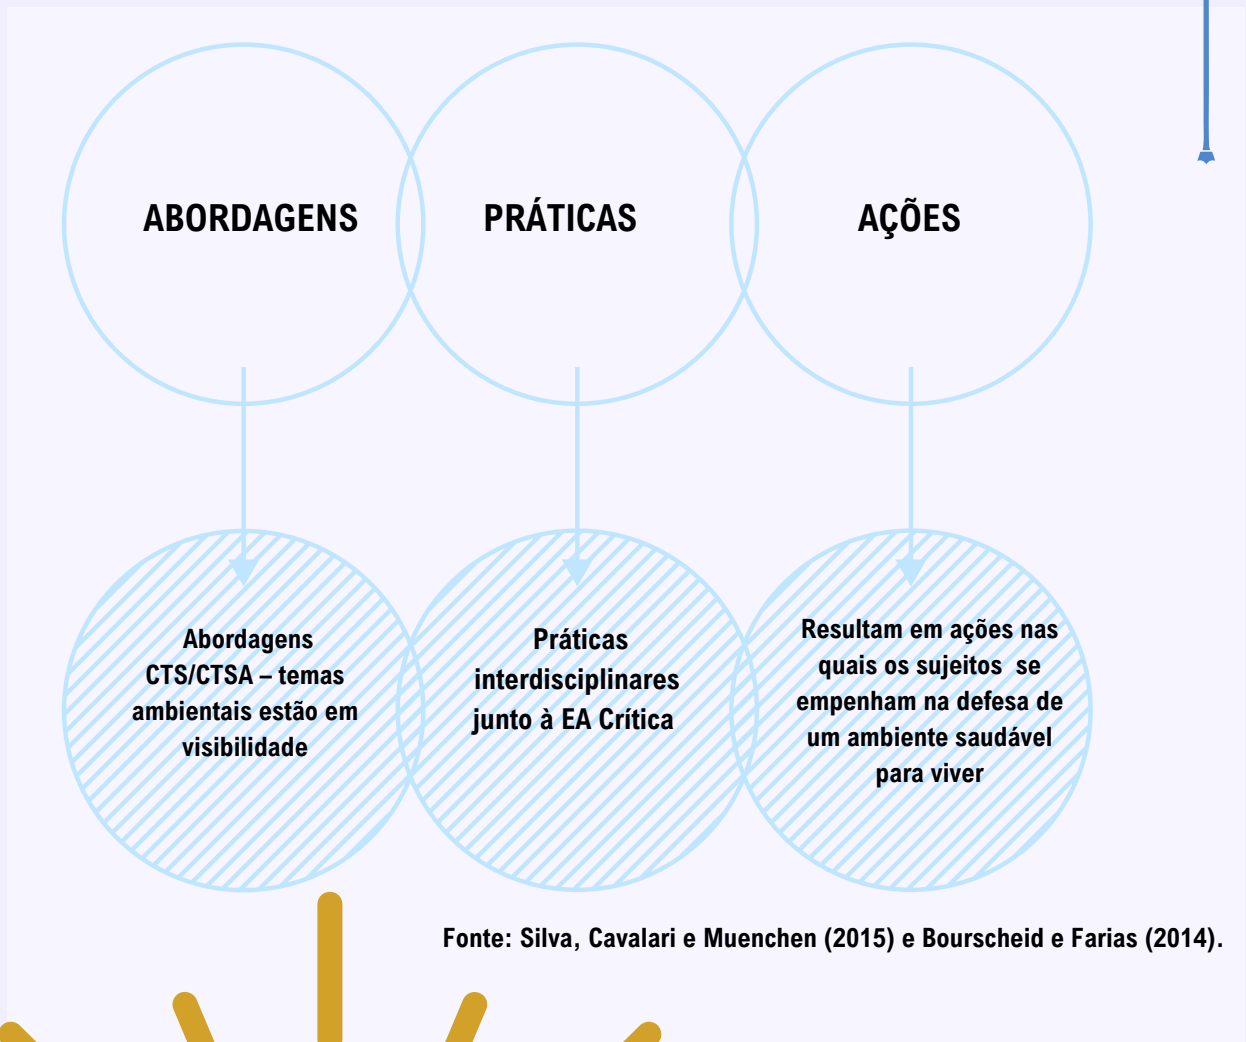 ABORDAGENS
PRÁTICAS
AÇÕES
Abordagens
CTS/CTSA – temas
ambientais estão em
visibilidade
Práticas
interdisciplinares
junto à EA Crítica
Resultam em ações nas
quais os sujeitos  se
empenham na defesa de
um ambiente saudável
para viver
Fonte: Silva, Cavalari e Muenchen (2015) e Bourscheid e Farias (2014).